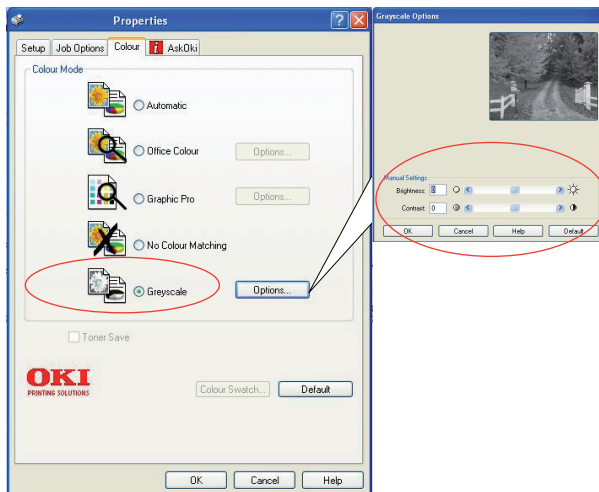 Properties
Setup Job Options Colour AskOki
Colour Mode
Automatic
Office Colour Options...
Graphic Pro Options...
No Colour Matching
Greyscale Options...
Toner Save
OKI
PRINTING SOLUTIONS
Colour Swatch... Default
OK Cancel Help
Grayscale Options
Manual Settings
Brightness: 0
Contrast: 0
OK Cancel Help Default